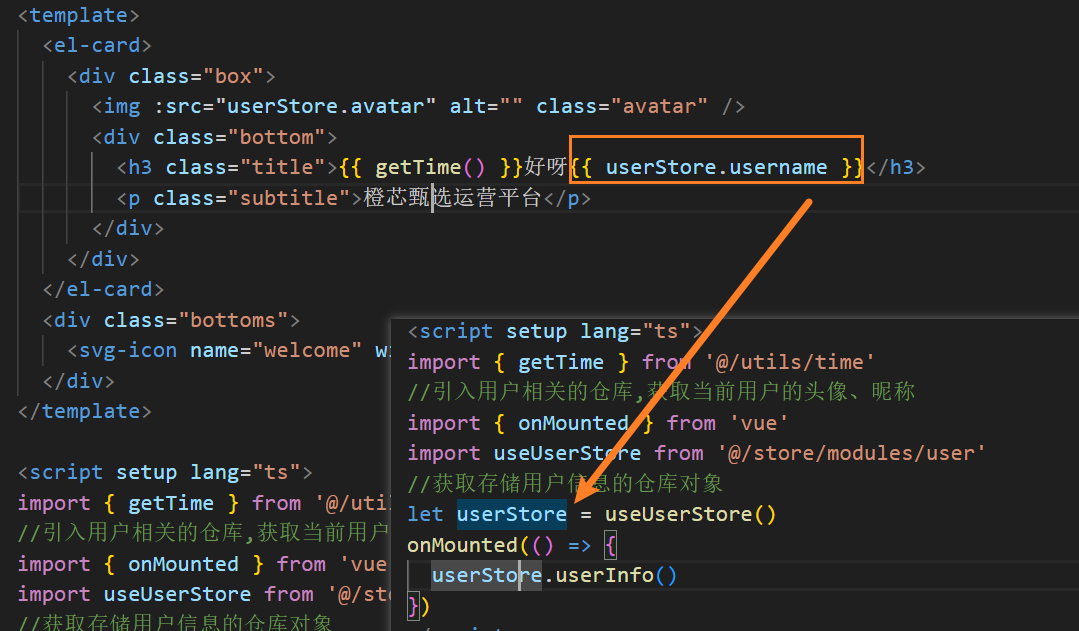 <template>
<el-card>
<div class="box">
<img :src="userStore.avatar" alt="" class="avatar" />
<div class="bottom">
<h3 class="title">{{ getTime() }}好呀{{ userStore.username }}</h3>
<p class="subtitle">橙芯甄选运营平台</p>
</div>
</div>
</el-card>
<div class="bottoms">
<svg-icon name="welcome"
</div>
</template>
<script setup lang="ts">
import { getTime } from '@/util
//引入用户相关的仓库,获取当前用户
import { onMounted } from 'vue
import useUserStore from '@/sto
//获取存储用户信息的仓库对象
<script setup lang="ts">
import { getTime } from '@/utils/time'
//引入用户相关的仓库,获取当前用户的头像、昵称
import { onMounted } from 'vue'
import useUserStore from '@/store/modules/user'
//获取存储用户信息的仓库对象
let userStore = useUserStore()
onMounted(() => {
userStore.userInfo()
})